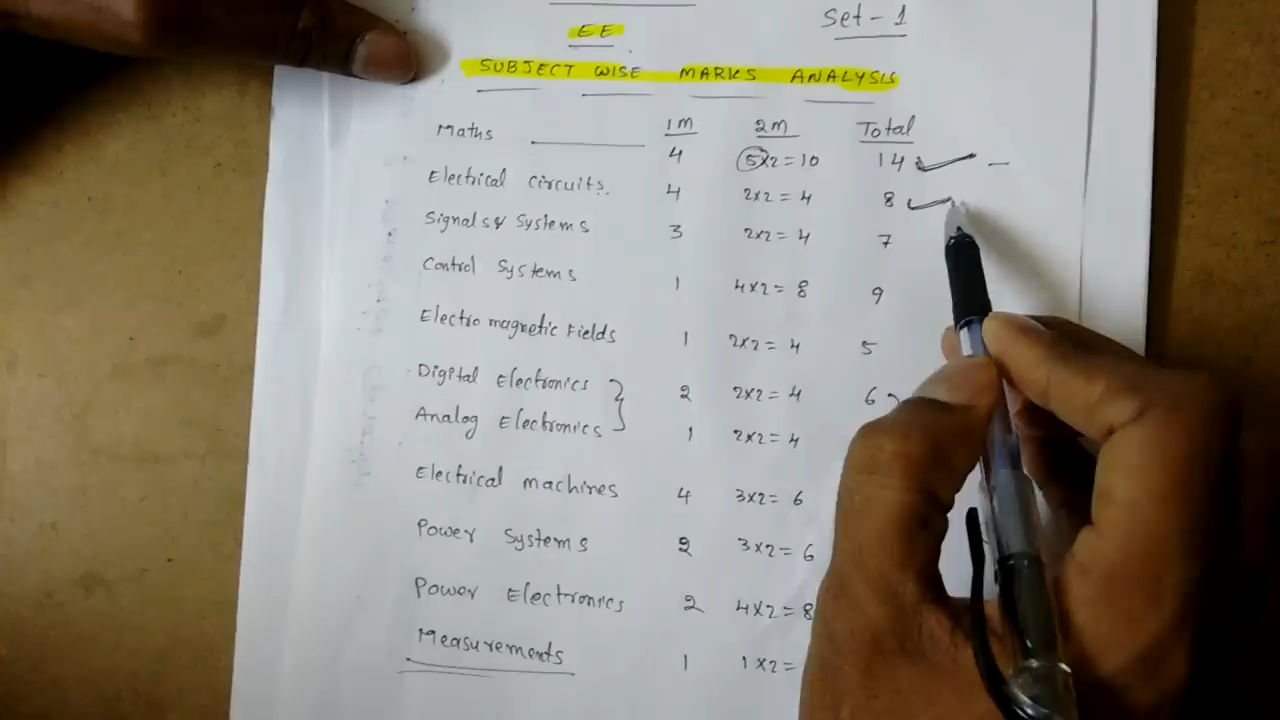 EE
Set - 1
SUBJECT WISE MARKS ANALYSIS
1M 2M Total
Maths 4 5x2=10 14
Electrical Circuits. 4 2x2=4 8
Signals & Systems 3 2x2=4 7
Control Systems 1 4x2=8 9
Electro magnetic Fields 1 2x2=4 5
Digital Electronics 2 2x2=4 6
Analog Electronics 1 2x2=4
Electrical machines 4 3x2=6
Power Systems 2 3x2=6
Power Electronics 2 4x2=8
Measurements 1 1x2=